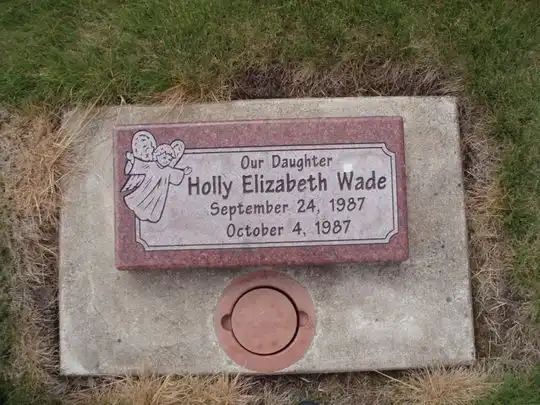 Our Daughter
Holly Elizabeth Wade
September 24, 1987
October 4, 1987